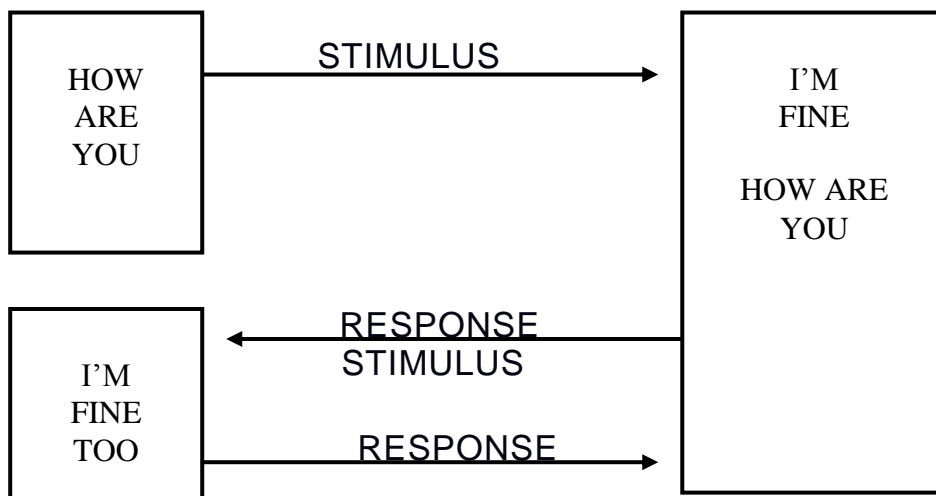 HOW
ARE
YOU
STIMULUS
I’M
FINE
HOW ARE
YOU
RESPONSE
STIMULUS
I’M
FINE
TOO
RESPONSE